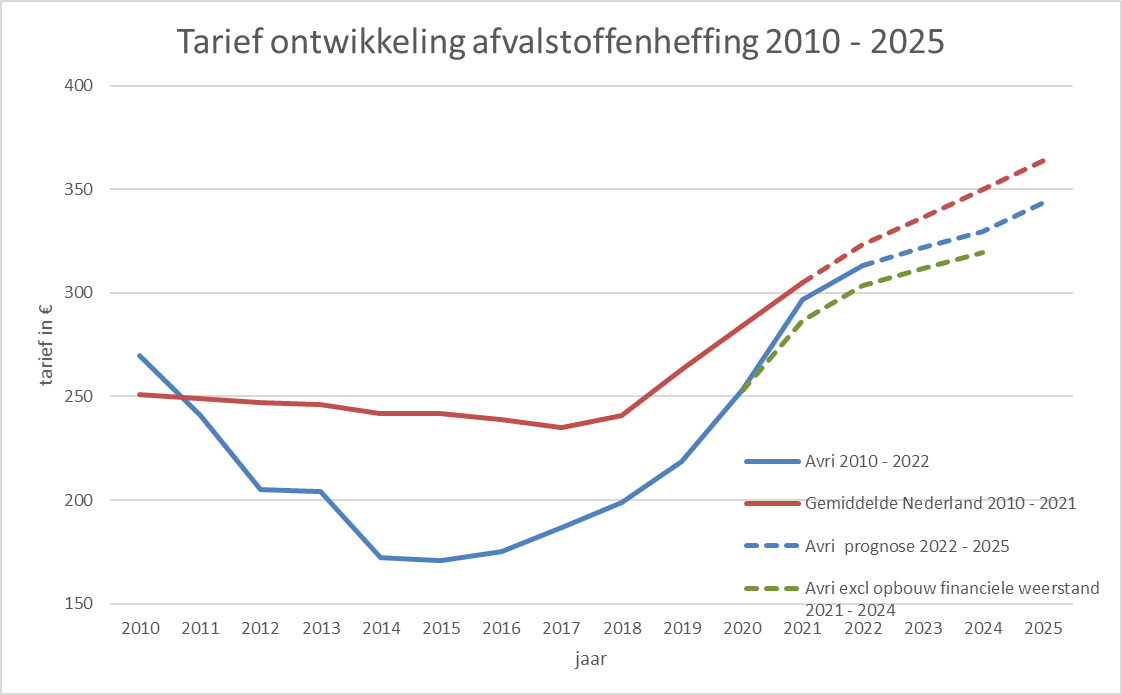 Tarief ontwikkeling afvalstoffenheffing 2010 - 2025
400
350
300
250
200
150
tarief in €
Avri 2010 - 2022
Gemiddelde Nederland 2010 - 2021
Avri  prognose 2022 - 2025
Avri excl opbouw financiele weerstand
2021 - 2024
2010 2011 2012 2013 2014 2015 2016 2017 2018 2019 2020 2021 2022 2023 2024 2025
jaar